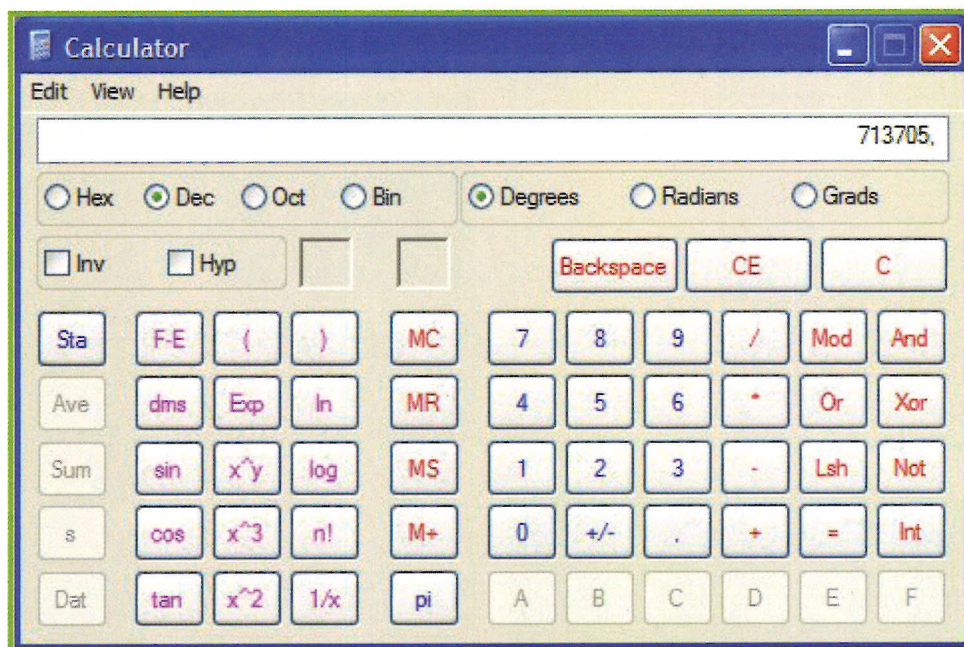 Calculator
Edit View Help
713705,
Hex Dec Oct Bin Degrees Radians Grads
Inv Hyp Backspace CE C
Sta F-E ( ) MC 7 8 9 / Mod And
Ave dms Exp ln MR 4 5 6 * Or Xor
Sum sin x^y log MS 1 2 3 - Lsh Not
s cos x^3 n! M+ 0 +/- , + = Int
Dat tan x^2 1/x pi A B C D E F